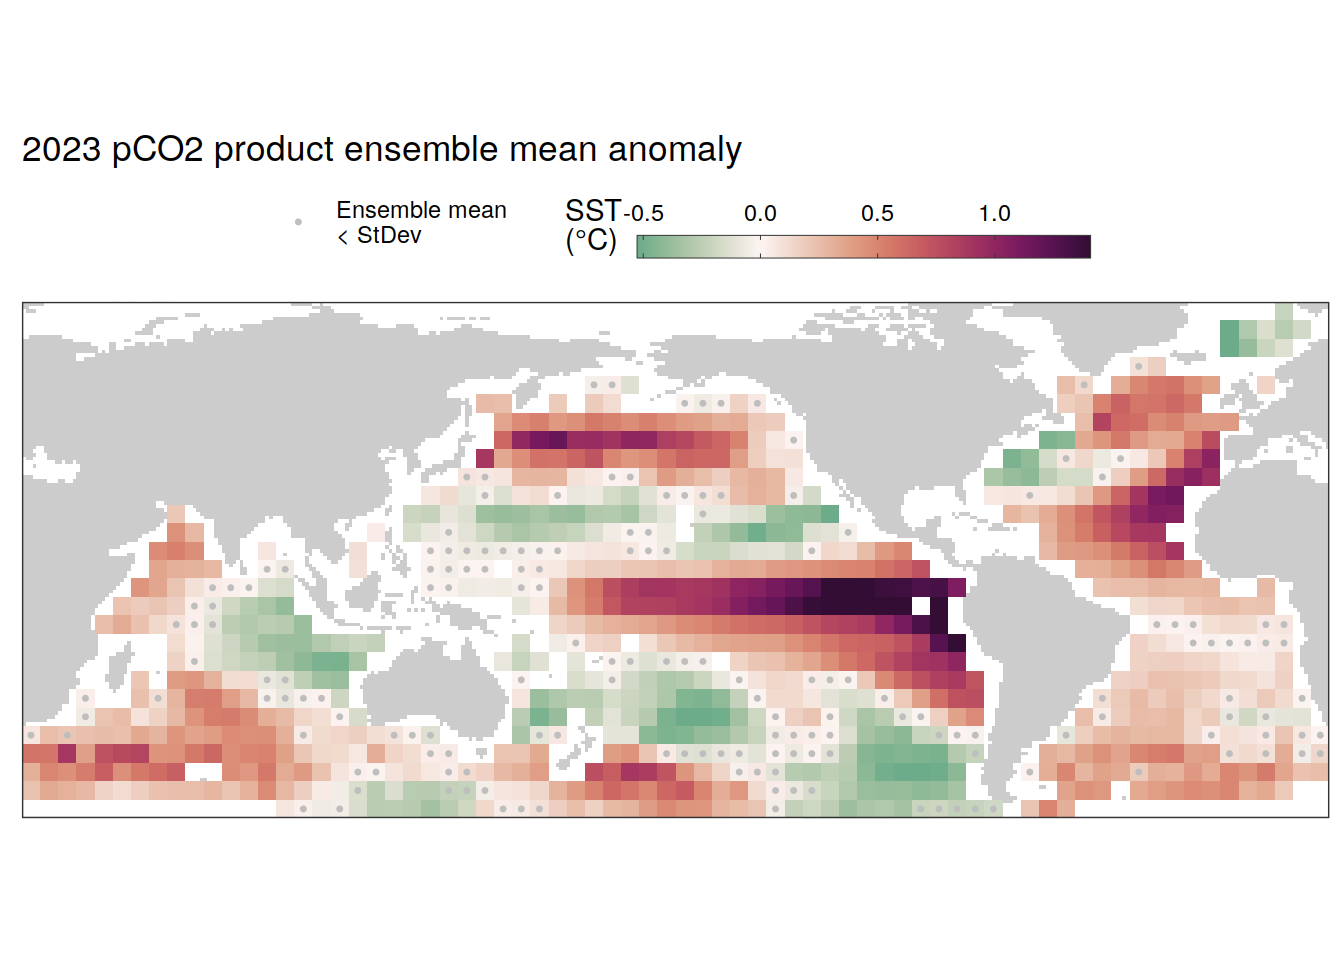 2023 pCO2 product ensemble mean anomaly
Ensemble mean
< StDev
SST
(°C)
-0.5 0.0 0.5 1.0